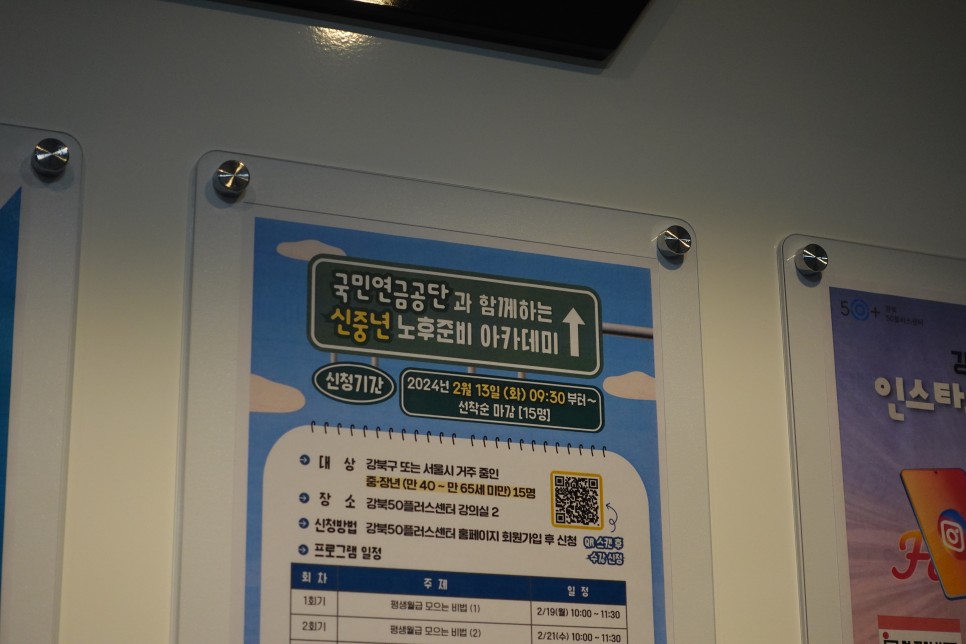 국민연금공단과 함께하는
신중년 노후준비 아카데미
신청기간
2024년 2월 13일 (화) 09:30 부터~
선착순 마감 [15명]
대 상 강북구 또는 서울시 거주 중인
중·장년 (만 40 ~ 만 65세 미만) 15명
장 소 강북50플러스센터 강의실 2
신청방법 강북50플러스센터 홈페이지 회원가입 후 신청
QR 스캔 후
수강 신청
프로그램 일정
회 차 주 제 일 정
1회기 평생월급 모으는 비법 (1) 2/19(월) 10:00 ~ 11:30
2회기 평생월급 모으는 비법 (2) 2/21(수) 10:00 ~ 11:30
50+
50플러스센터
인스타